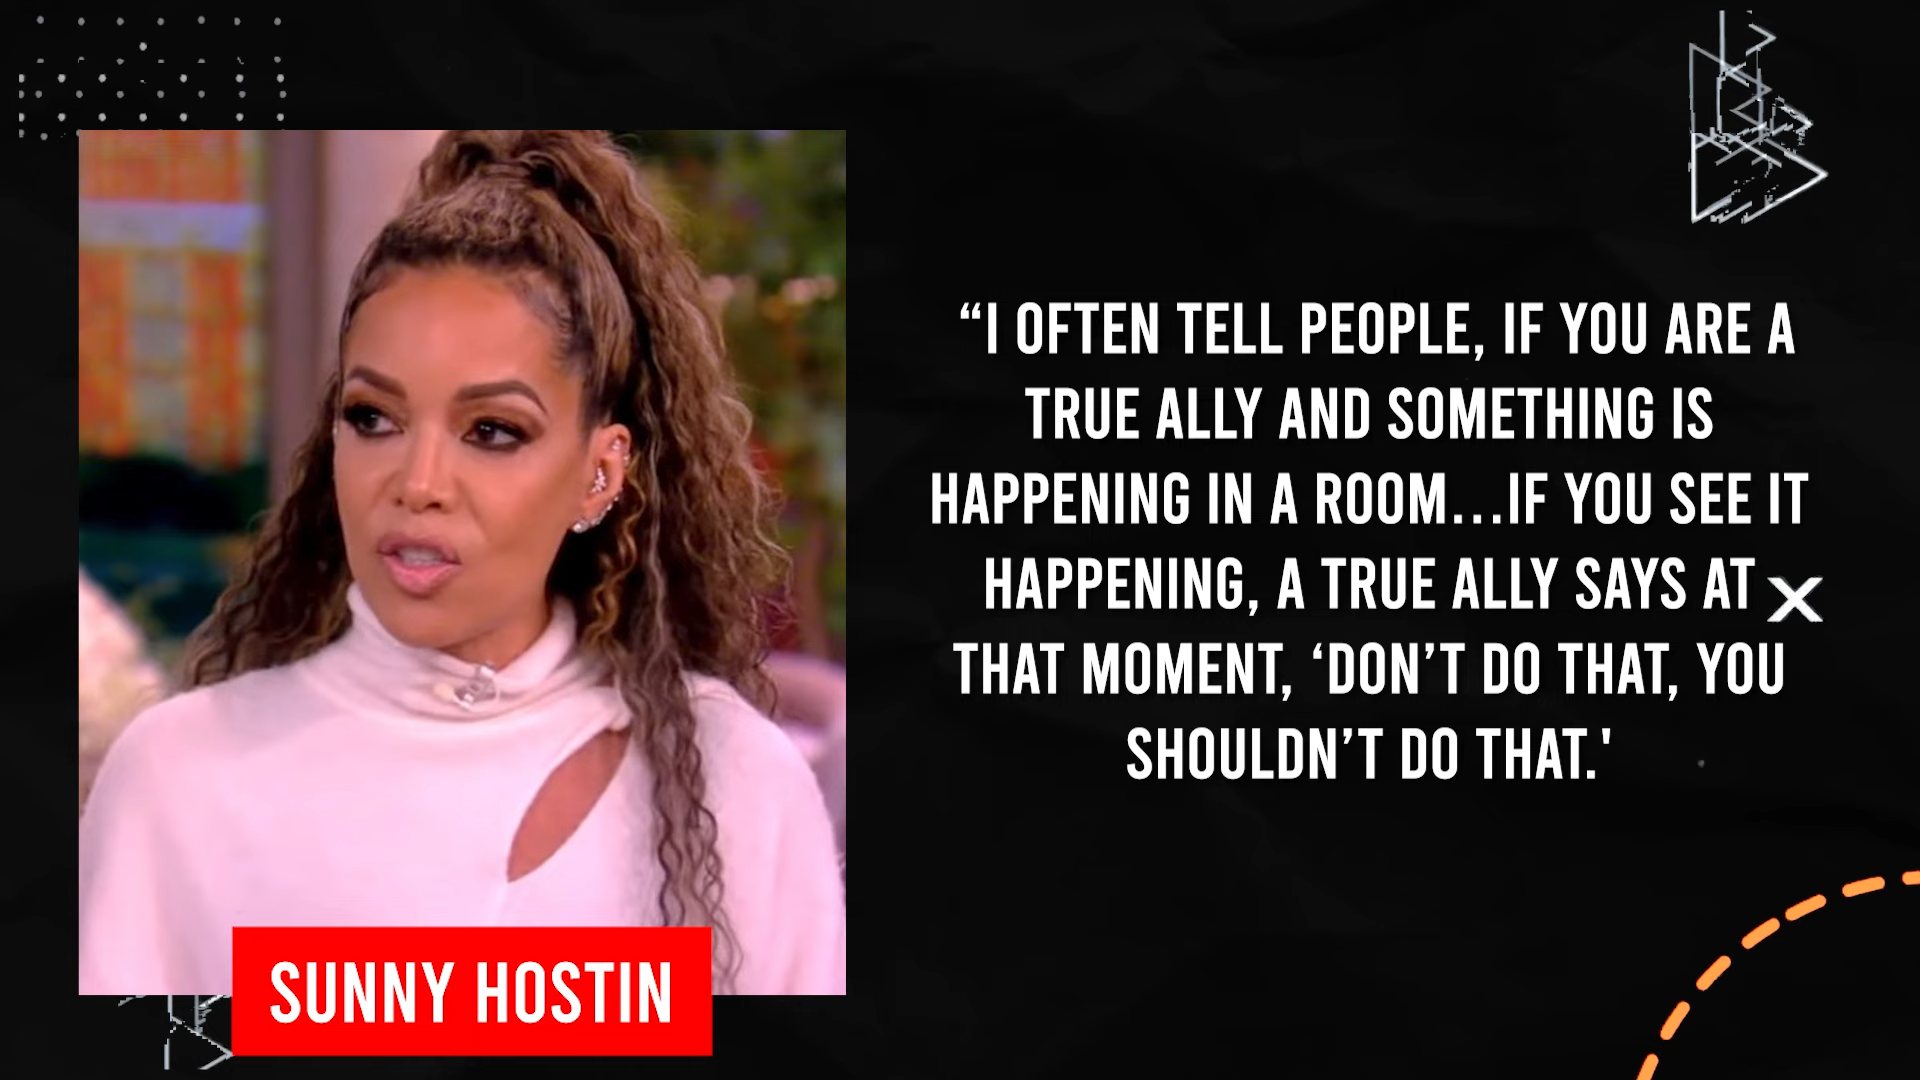 “I OFTEN TELL PEOPLE, IF YOU ARE A
TRUE ALLY AND SOMETHING IS
HAPPENING IN A ROOM...IF YOU SEE IT
HAPPENING, A TRUE ALLY SAYS AT
THAT MOMENT, ‘DON’T DO THAT, YOU
SHOULDN’T DO THAT.'
SUNNY HOSTIN